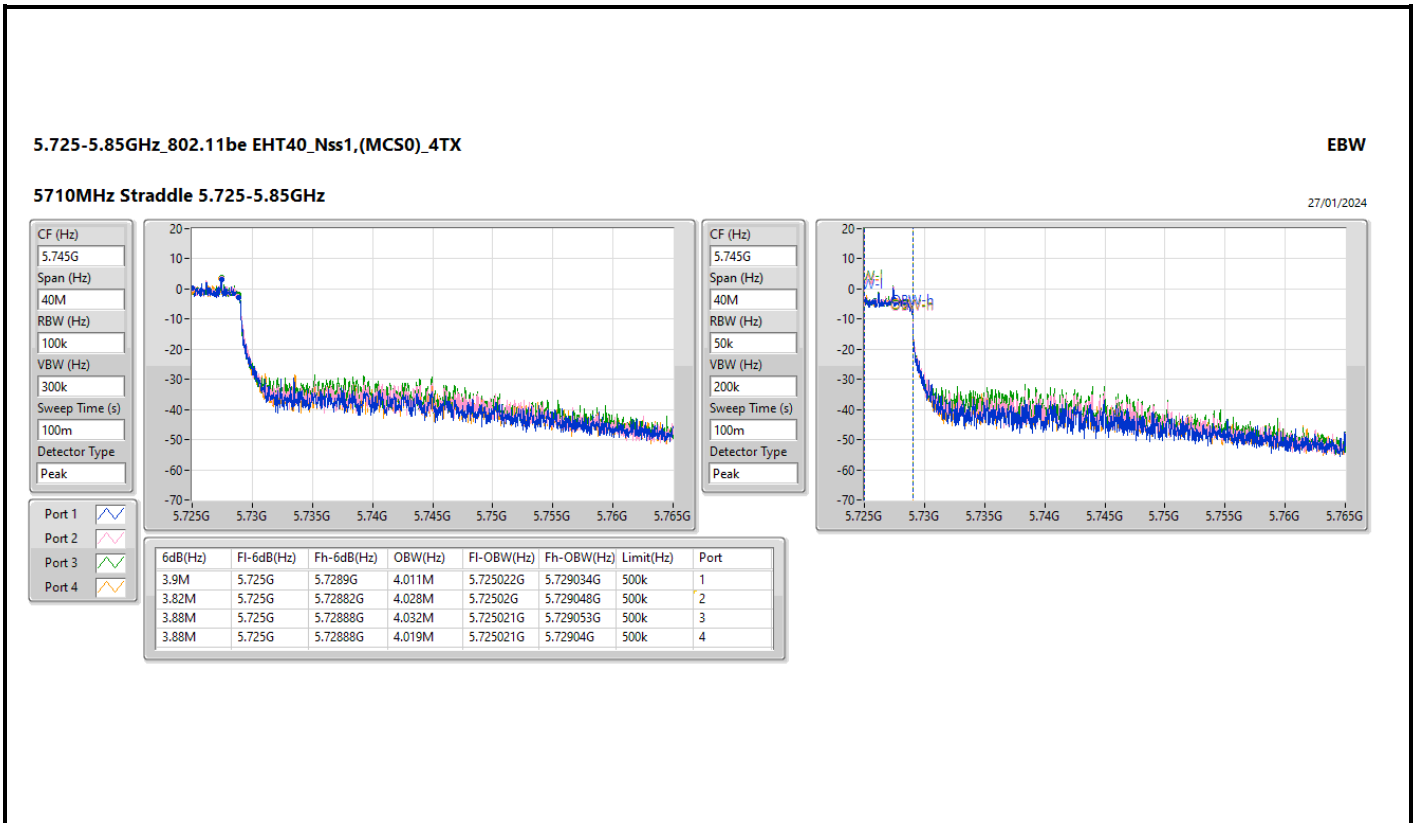 5.725-5.85GHz_802.11be EHT40_Nss1,(MCS0)_4TX
EBW
5710MHz Straddle 5.725-5.85GHz
27/01/2024
CF (Hz)
5.745G
Span (Hz)
40M
RBW (Hz)
100k
VBW (Hz)
300k
Sweep Time (s)
100m
Detector Type
Peak
20
10
0
-10
-20
-30
-40
-50
-60
-70
5.725G 5.73G 5.735G 5.74G 5.745G 5.75G 5.755G 5.76G 5.765G
CF (Hz)
5.745G
Span (Hz)
40M
RBW (Hz)
50k
VBW (Hz)
200k
Sweep Time (s)
100m
Detector Type
Peak
20
10
0
-10
-20
-30
-40
-50
-60
-70
OBW-h
5.725G 5.73G 5.735G 5.74G 5.745G 5.75G 5.755G 5.76G 5.765G
Port 1
Port 2
Port 3
Port 4
6dB(Hz) Fl-6dB(Hz) Fh-6dB(Hz) OBW(Hz) Fl-OBW(Hz) Fh-OBW(Hz) Limit(Hz) Port
3.9M 5.725G 5.7289G 4.011M 5.725022G 5.729034G 500k 1
3.82M 5.725G 5.72882G 4.028M 5.72502G 5.729048G 500k 2
3.88M 5.725G 5.72888G 4.032M 5.725021G 5.729053G 500k 3
3.88M 5.725G 5.72888G 4.019M 5.725021G 5.72904G 500k 4